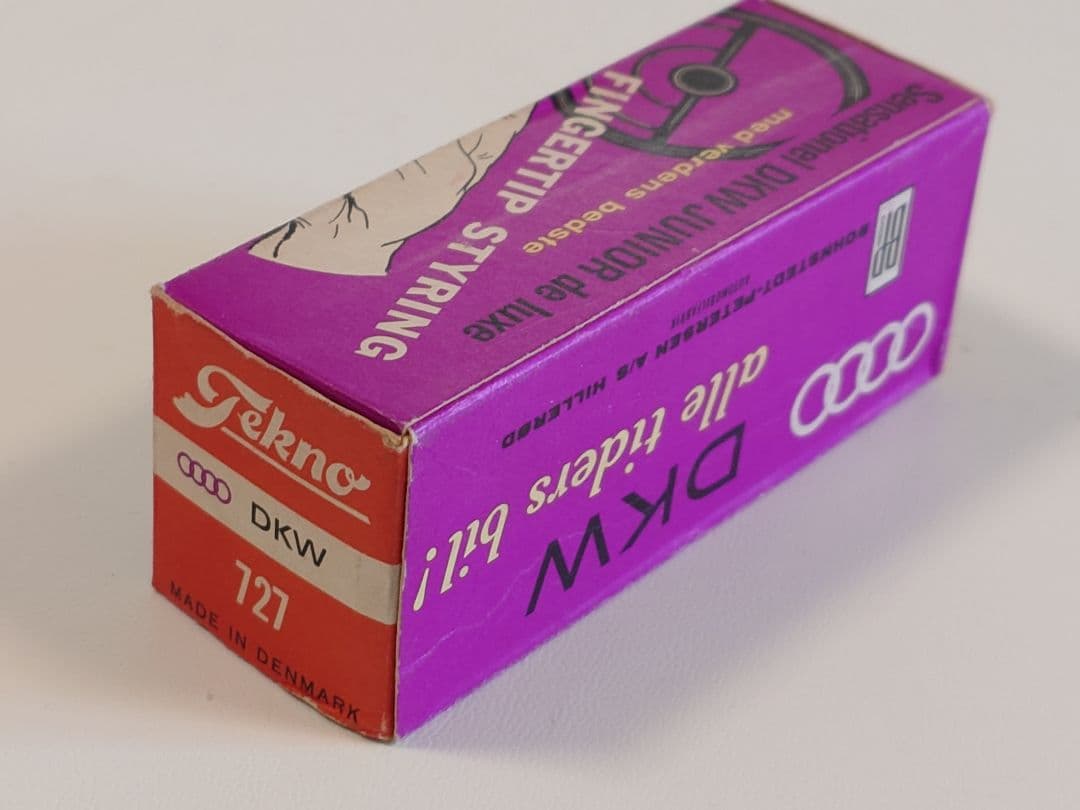 Sensationel DKW JUNIOR de luxe
med verdens bedste
FINGERTIP STYRING
DKW
alle tiders bil!
BOHNSTEDT-PETERSEN A/S HILLERØD
AUTOMOBILFABRIK
Tekno
DKW
727
MADE IN DENMARK